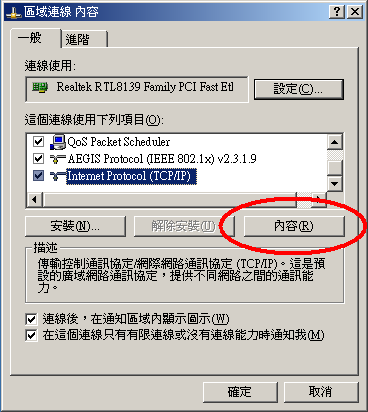 區域連線 內容
一般
進階
連線使用:
Realtek RTL8139 Family PCI Fast Etl
設定(C)...
這個連線使用下列項目(O):
QoS Packet Scheduler
AEGIS Protocol (IEEE 802.1x) v2.3.1.9
Internet Protocol (TCP/IP)
安裝(N)...
解除安裝(U)
內容(R)
描述
傳輸控制通訊協定/網際網路通訊協定 (TCP/IP)。這是預
設的廣域網路通訊協定，提供不同網路之間的通訊能
力。
連線後，在通知區域內顯示圖示(W)
在這個連線只有有限連線或沒有連線能力時通知我(M)
確定
取消